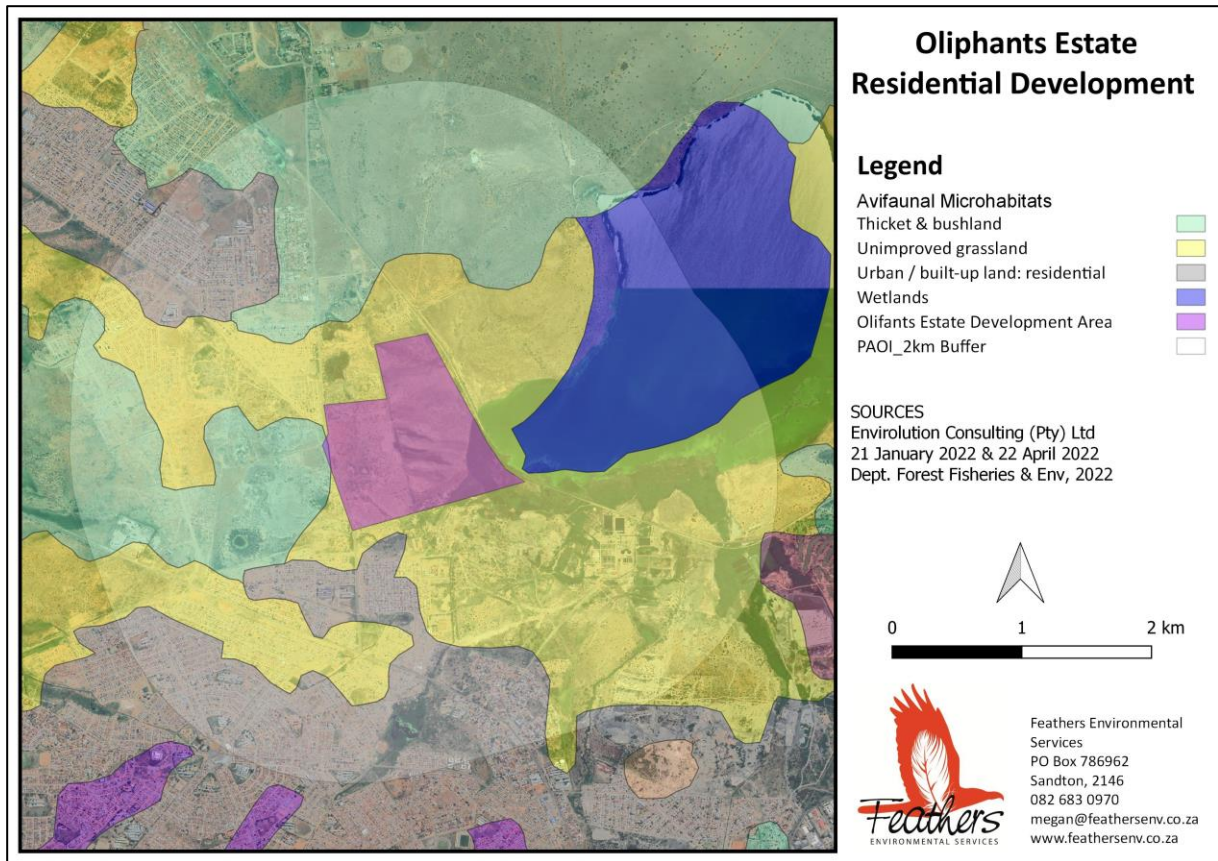 Oliphants Estate
Residential Development
Legend
Avifaunal Microhabitats
Thicket & bushland
Unimproved grassland
Urban / built-up land: residential
Wetlands
Olifants Estate Development Area
PAOI_2km Buffer
SOURCES
Envirolution Consulting (Pty) Ltd
21 January 2022 & 22 April 2022
Dept. Forest Fisheries & Env, 2022
0 1 2 km
Feathers
ENVIRONMENTAL SERVICES
Feathers Environmental
Services
PO Box 786962
Sandton, 2146
082 683 0970
megan@feathersenv.co.za
www.feathersenv.co.za